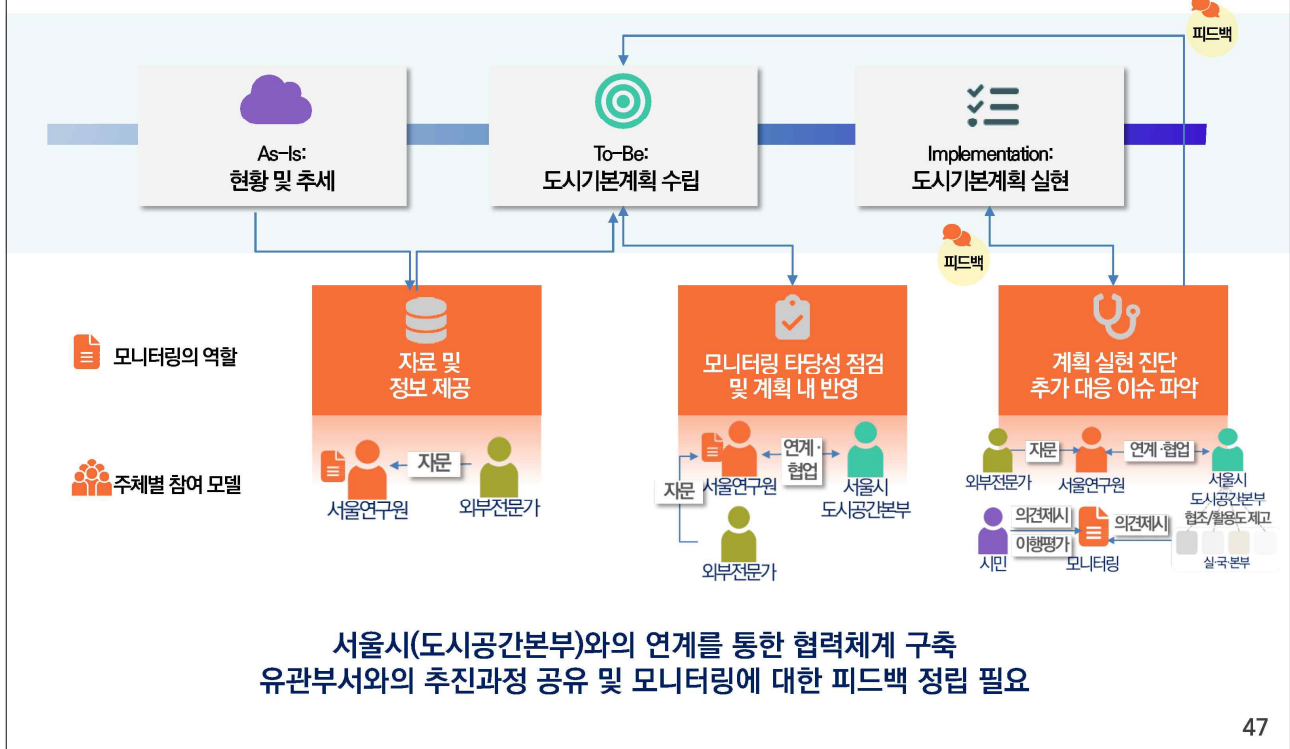 피드백
As-Is:
현황 및 추세
To-Be:
도시기본계획 수립
Implementation:
도시기본계획 실현
피드백
모니터링의 역할
자료 및
정보 제공
모니터링 타당성 점검
및 계획 내 반영
계획 실현 진단
추가 대응 이슈 파악
주체별 참여 모델
자문
서울연구원
외부전문가
자문
연계·
협업
서울연구원
서울시
도시공간본부
외부전문가
자문
연계·협업
외부전문가
서울연구원
서울시
도시공간본부
협조/활용도 제고
의견제시
이행평가
의견제시
시민
모니터링
실·국·본부
서울시(도시공간본부)와의 연계를 통한 협력체계 구축
유관부서와의 추진과정 공유 및 모니터링에 대한 피드백 정립 필요
47